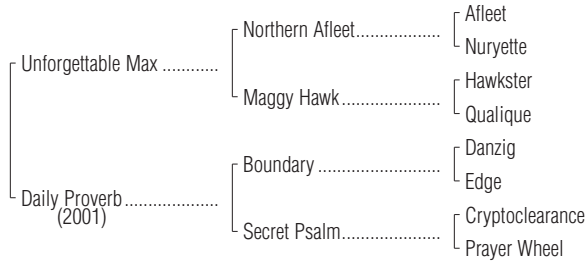 Afleet
Northern Afleet..................
Nuryette
Unforgettable Max ............
Hawkster
Maggy Hawk .....................
Qualique
Danzig
Boundary ..........................
Edge
Daily Proverb....................
(2001)
Cryptoclearance
Secret Psalm.....................
Prayer Wheel